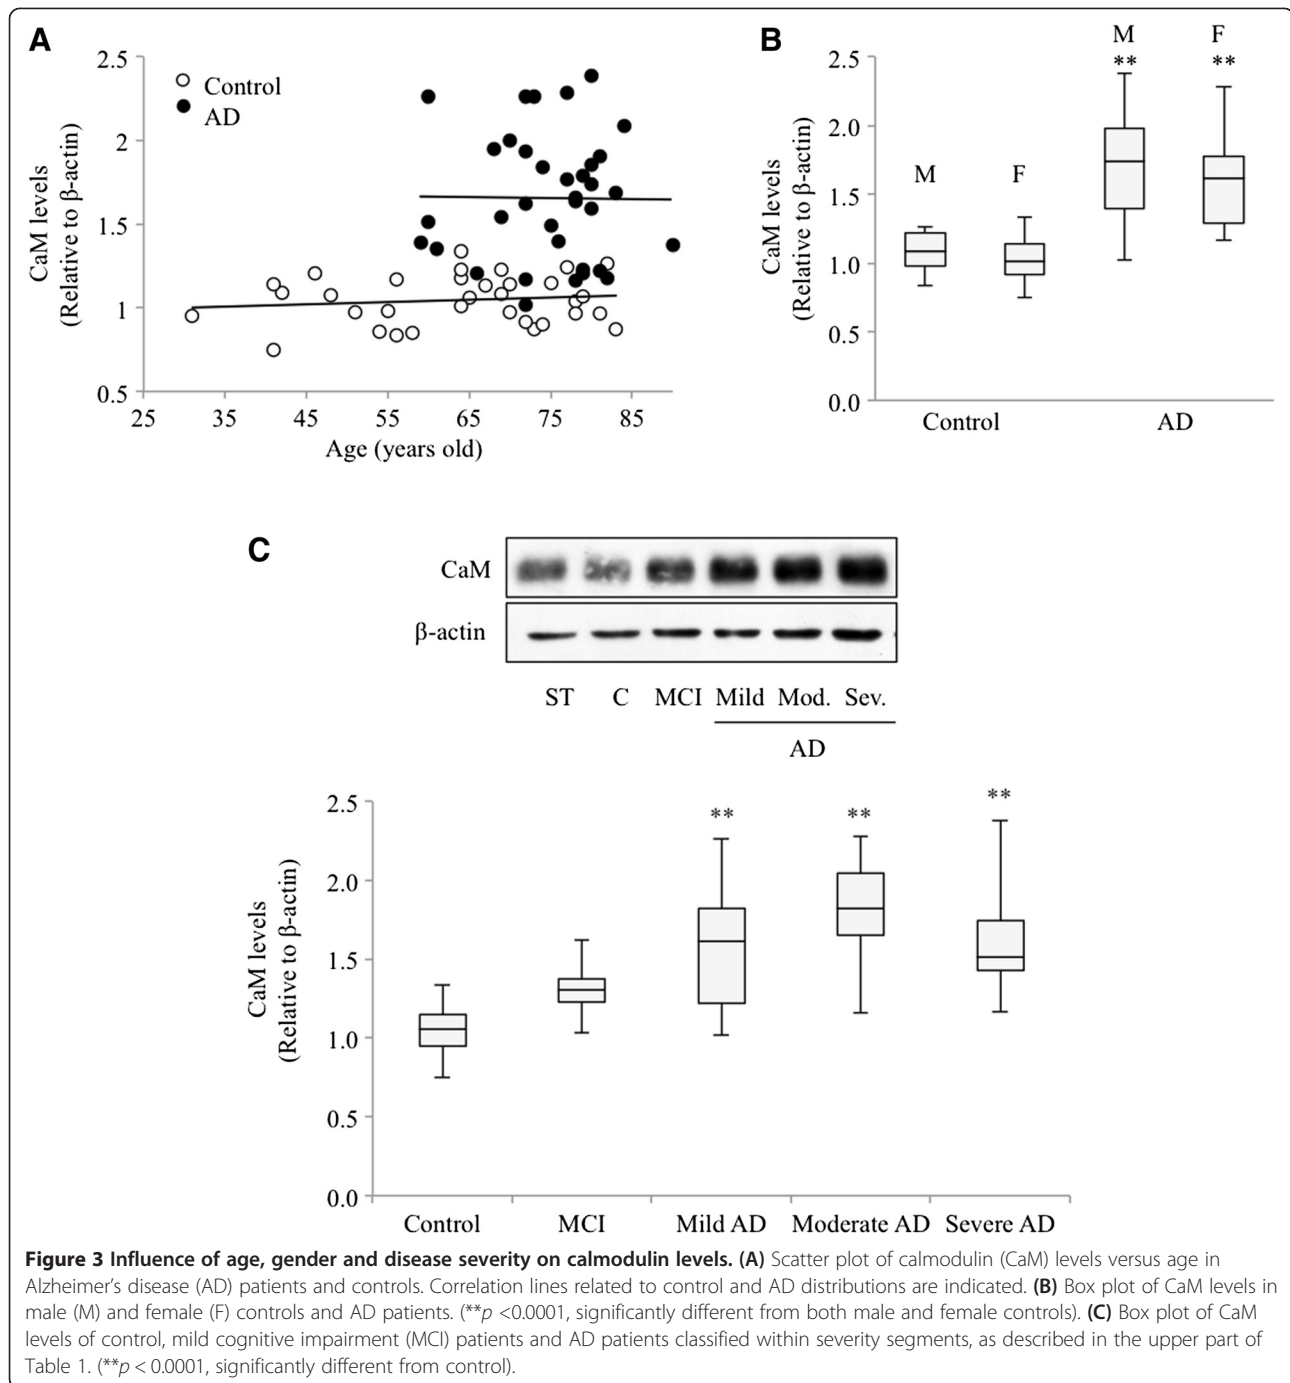 A
CaM levels
(Relative to β-actin)
2.5
2
1.5
1
0.5
Control
AD
25 35 45 55 65 75 85
Age (years old)
B
CaM levels
(Relative to β-actin)
2.5
2.0
1.5
1.0
0.5
0.0
M F
** **
M F
Control AD
C
CaM
β-actin
ST C MCI Mild Mod. Sev.
AD
CaM levels
(Relative to β-actin)
2.5
2.0
1.5
1.0
0.5
0.0
** ** **
Control MCI Mild AD Moderate AD Severe AD
Figure 3 Influence of age, gender and disease severity on calmodulin levels. (A) Scatter plot of calmodulin (CaM) levels versus age in
Alzheimer's disease (AD) patients and controls. Correlation lines related to control and AD distributions are indicated. (B) Box plot of CaM levels in
male (M) and female (F) controls and AD patients. (**p <0.0001, significantly different from both male and female controls). (C) Box plot of CaM
levels of control, mild cognitive impairment (MCI) patients and AD patients classified within severity segments, as described in the upper part of
Table 1. (**p < 0.0001, significantly different from control).